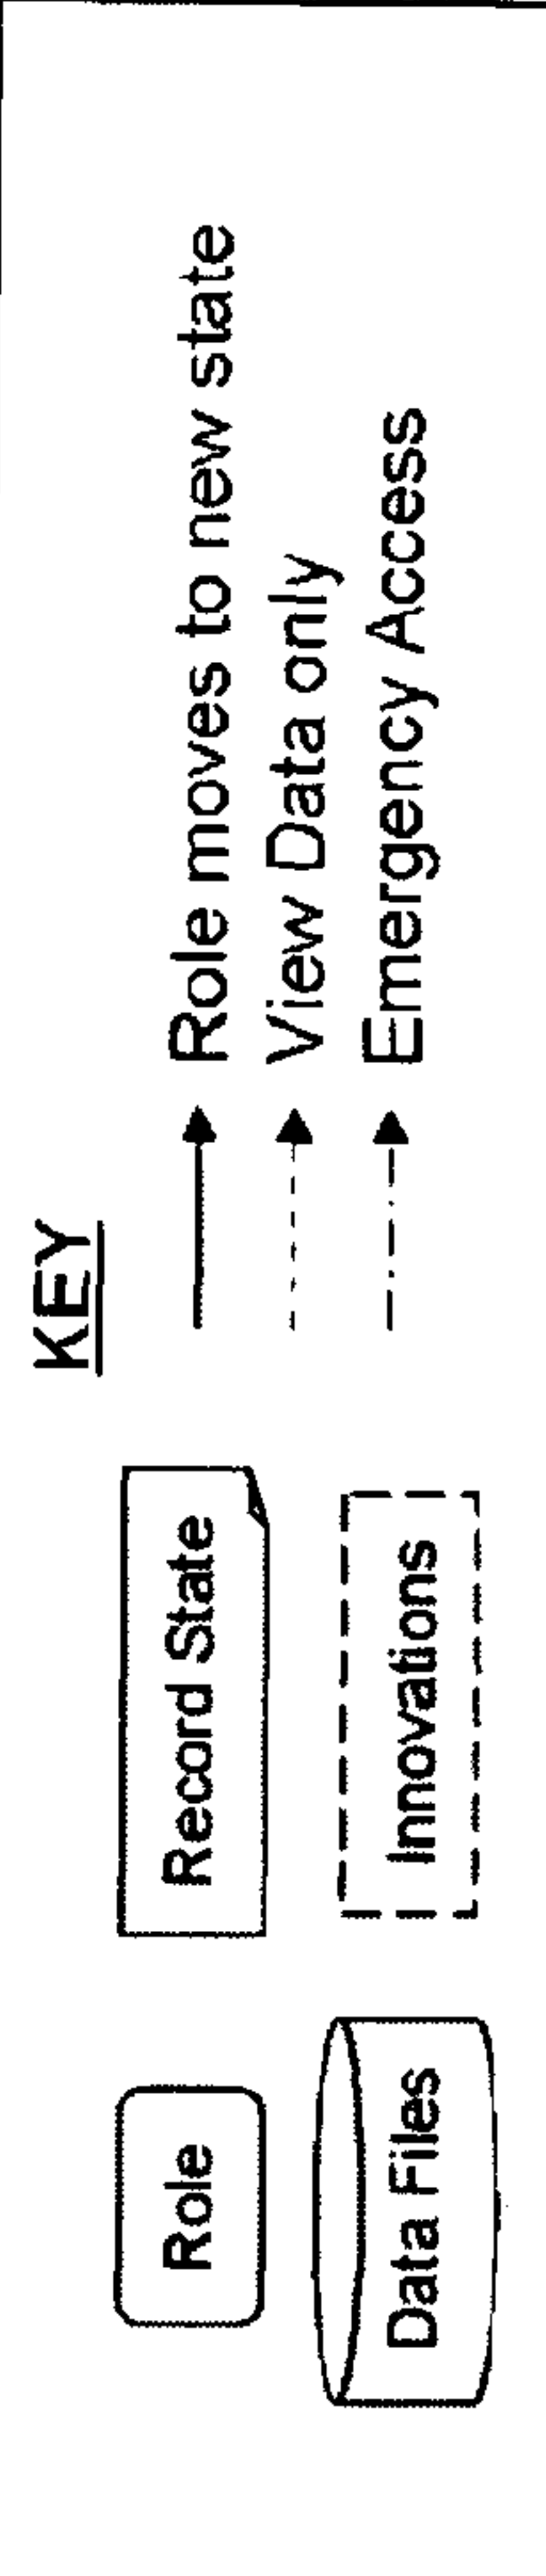 KEY
Role
Record State
Role moves to new state
View Data only
Data Files
Innovations
Emergency Access